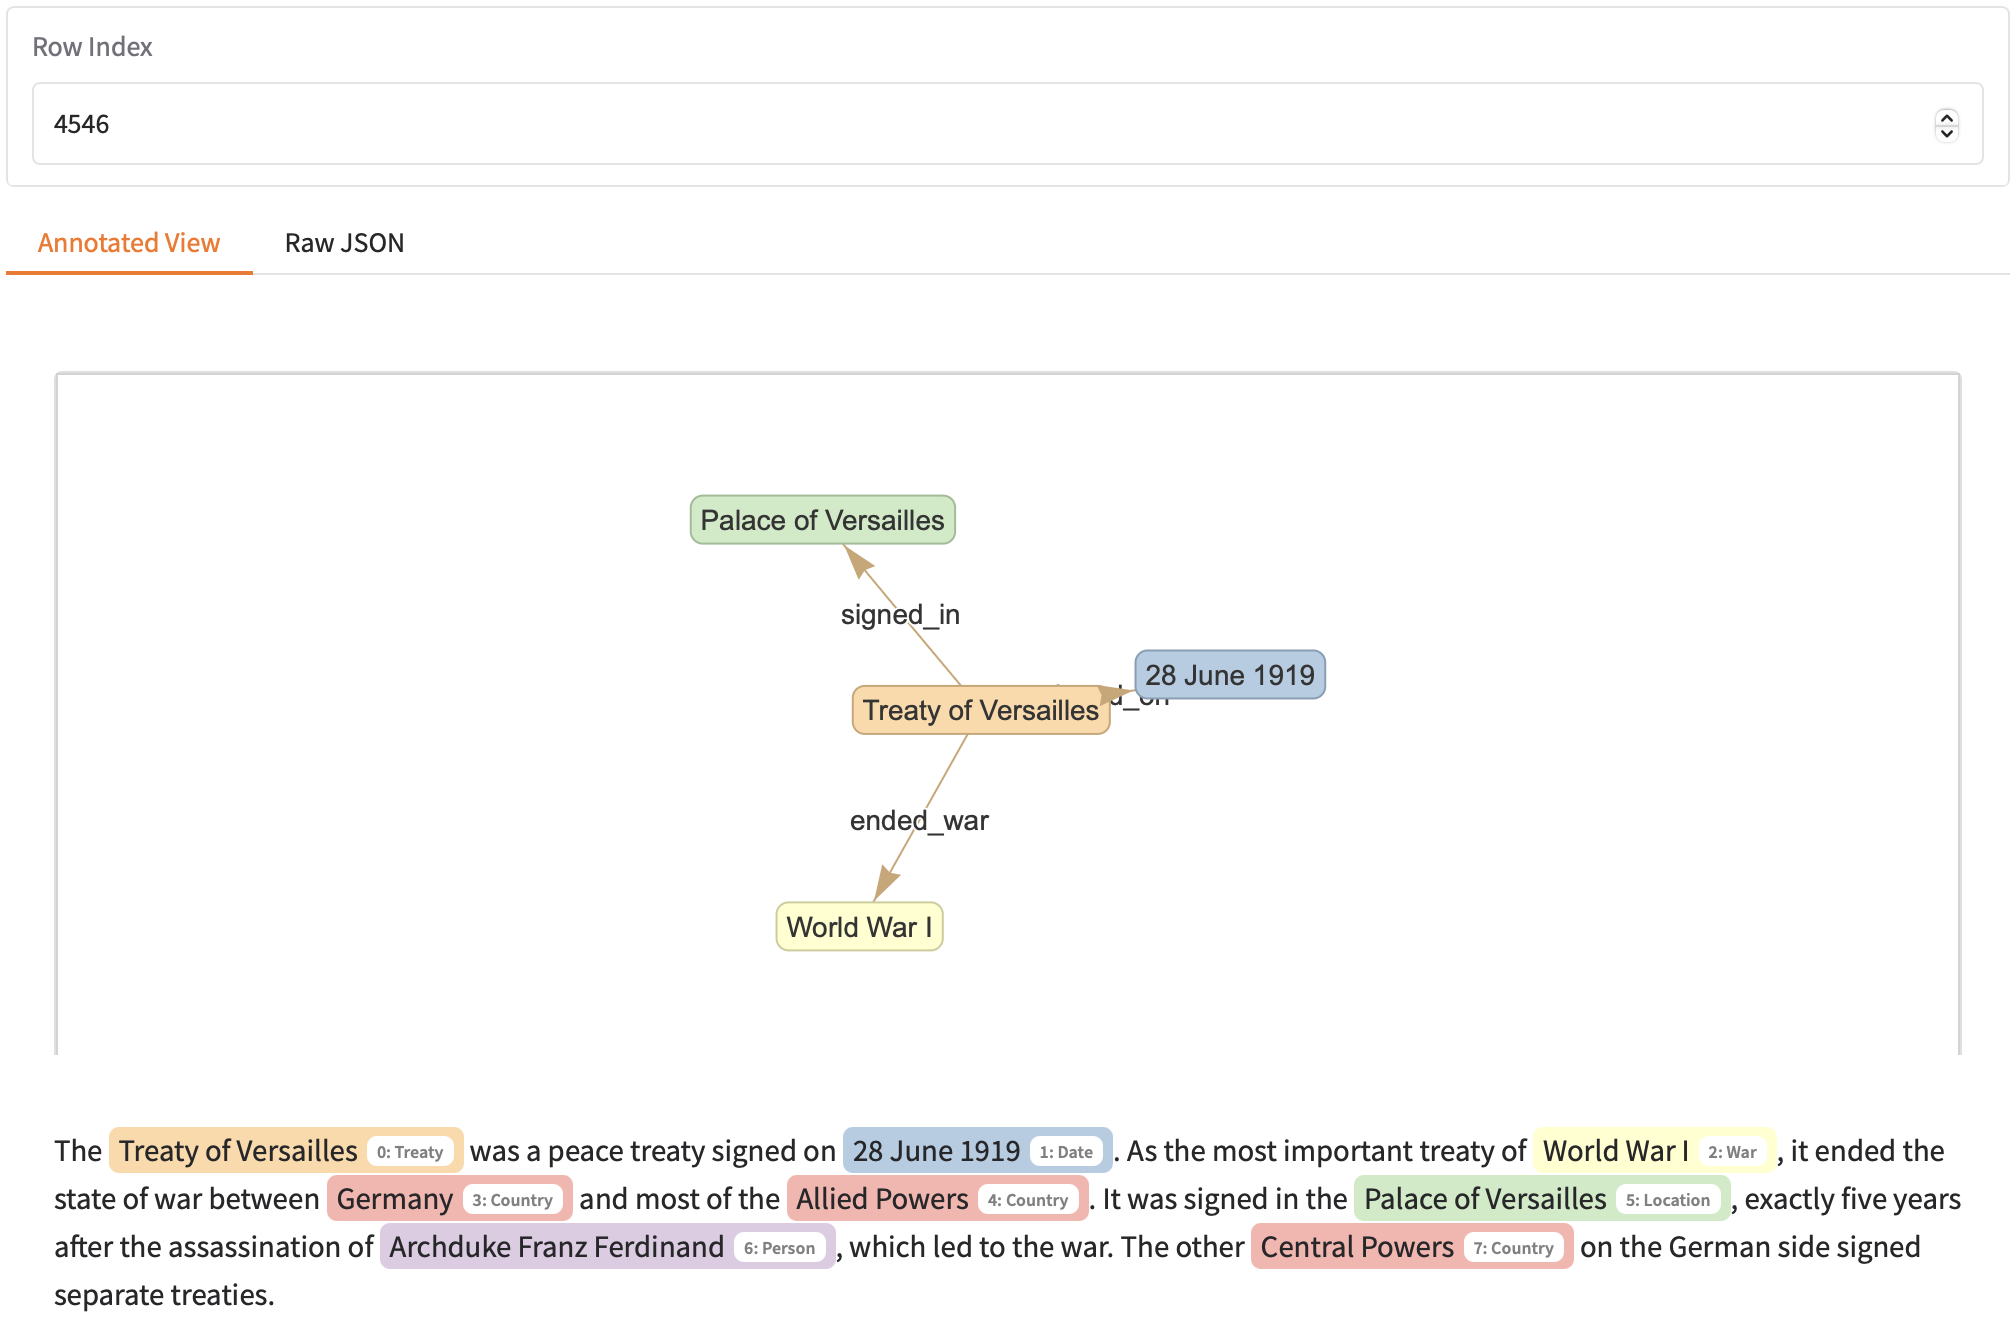 Row Index
4546
Annotated View Raw JSON
Palace of Versailles
signed_in
28 June 1919
Treaty of Versailles
ended_war
World War I
The Treaty of Versailles 0: Treaty was a peace treaty signed on 28 June 1919 1: Date . As the most important treaty of World War I 2: War , it ended the
state of war between Germany 3: Country and most of the Allied Powers 4: Country . It was signed in the Palace of Versailles 5: Location , exactly five years
after the assassination of Archduke Franz Ferdinand 6: Person , which led to the war. The other Central Powers 7: Country on the German side signed
separate treaties.